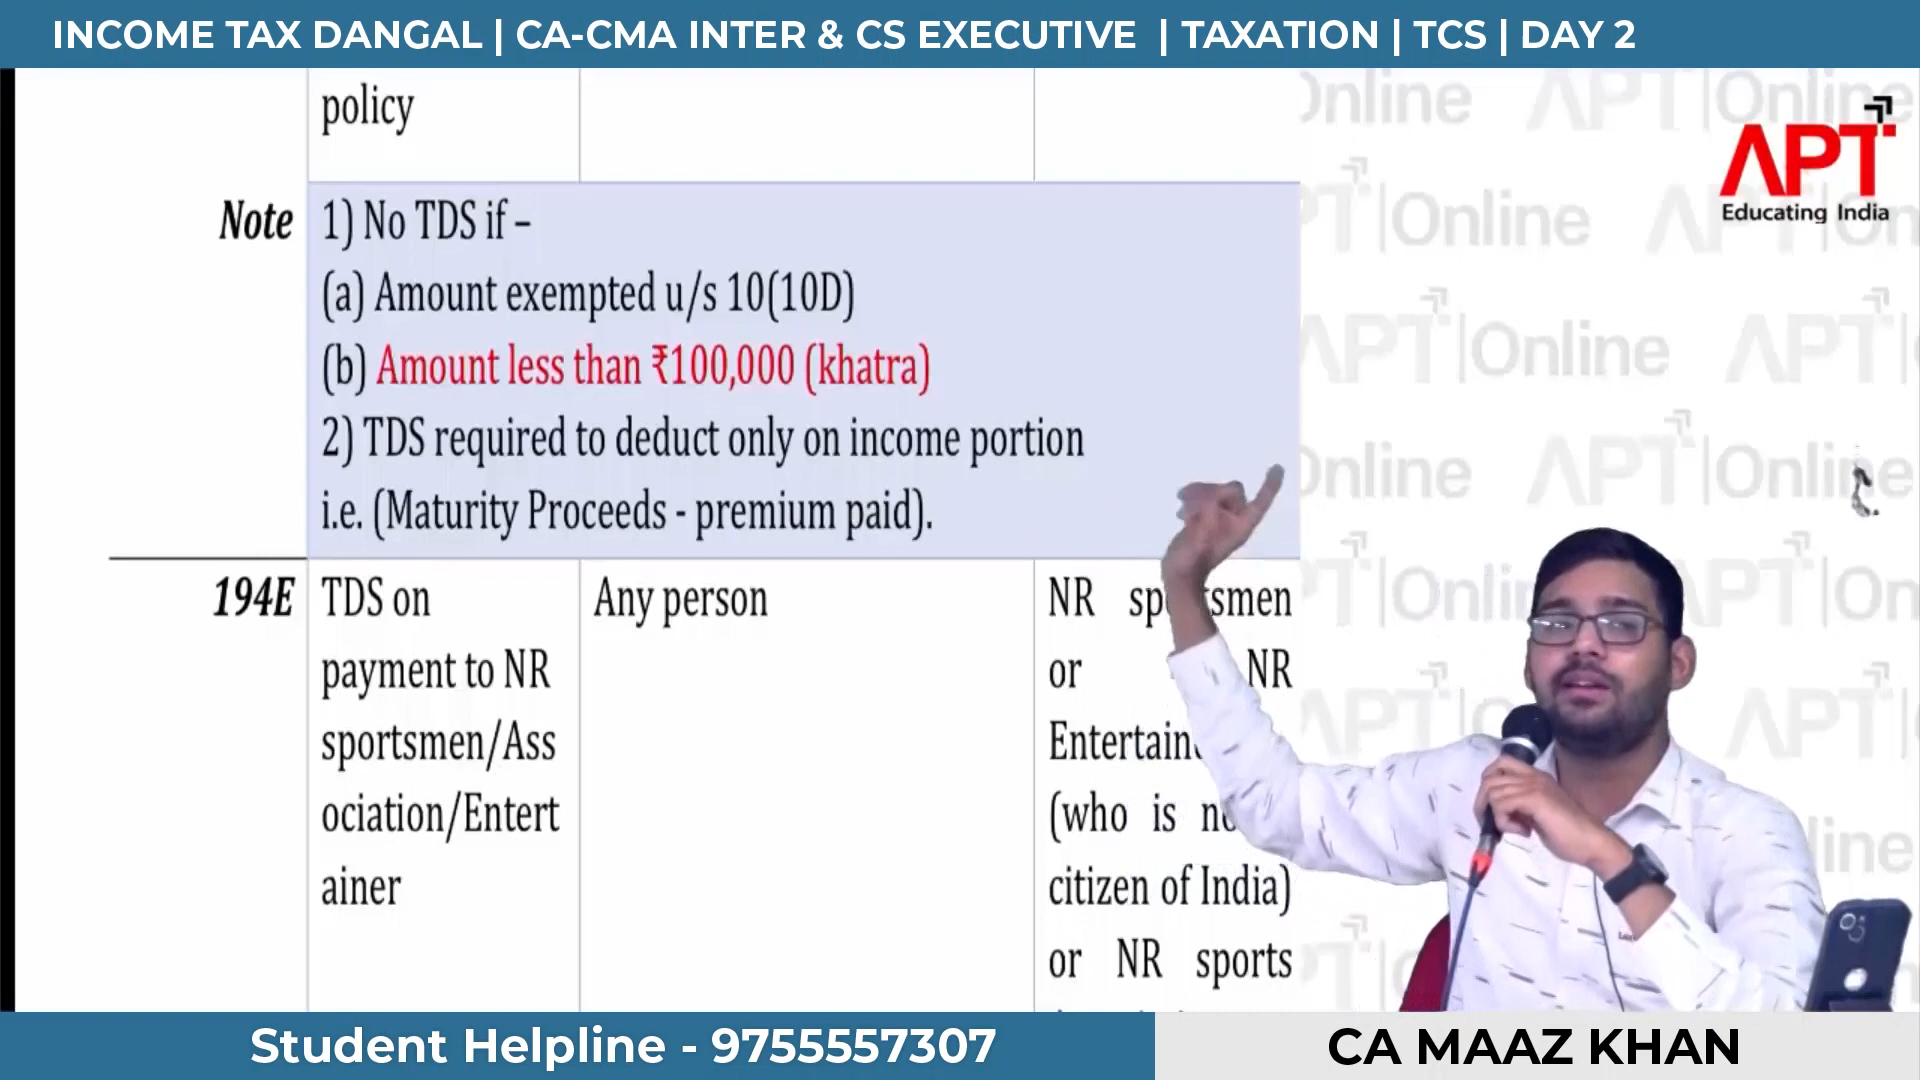 INCOME TAX DANGAL | CA-CMA INTER & CS EXECUTIVE | TAXATION | TCS | DAY 2
policy
Note
1) No TDS if –
(a) Amount exempted u/s 10(10D)
(b) Amount less than ₹100,000 (khatra)
2) TDS required to deduct only on income portion
i.e. (Maturity Proceeds - premium paid).
194E
TDS on
payment to NR
sportsmen/Ass
ociation/Entert
ainer
Any person
NR
or NR
(who is
citizen of India)
or NR sports
APT
Educating India
APT|Online
Student Helpline - 9755557307
CA MAAZ KHAN